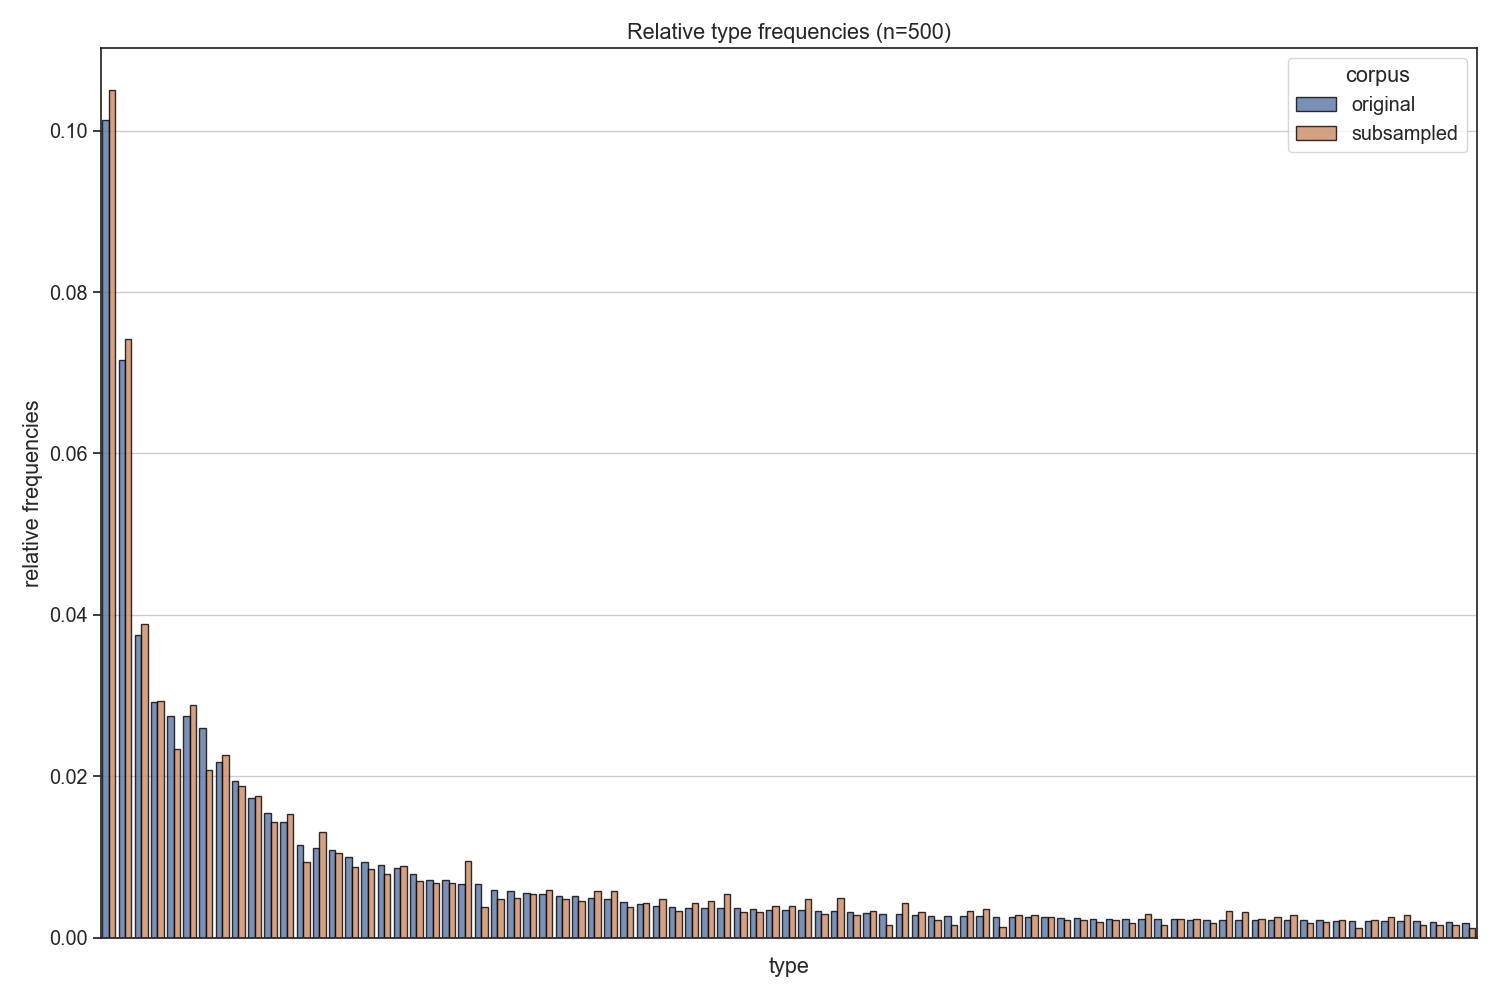 Relative type frequencies (n=500)
corpus
original
subsampled
0.10
0.08
0.06
0.04
0.02
0.00
relative frequencies
type